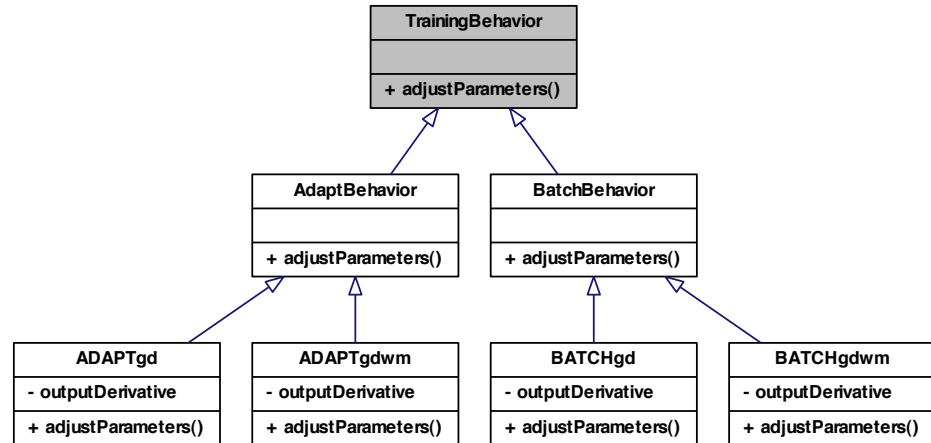 TrainingBehavior
+ adjustParameters()
AdaptBehavior
+ adjustParameters()
BatchBehavior
+ adjustParameters()
ADAPTgd
- outputDerivative
+ adjustParameters()
ADAPTgdwm
- outputDerivative
+ adjustParameters()
BATCHgd
- outputDerivative
+ adjustParameters()
BATCHgdwm
- outputDerivative
+ adjustParameters()